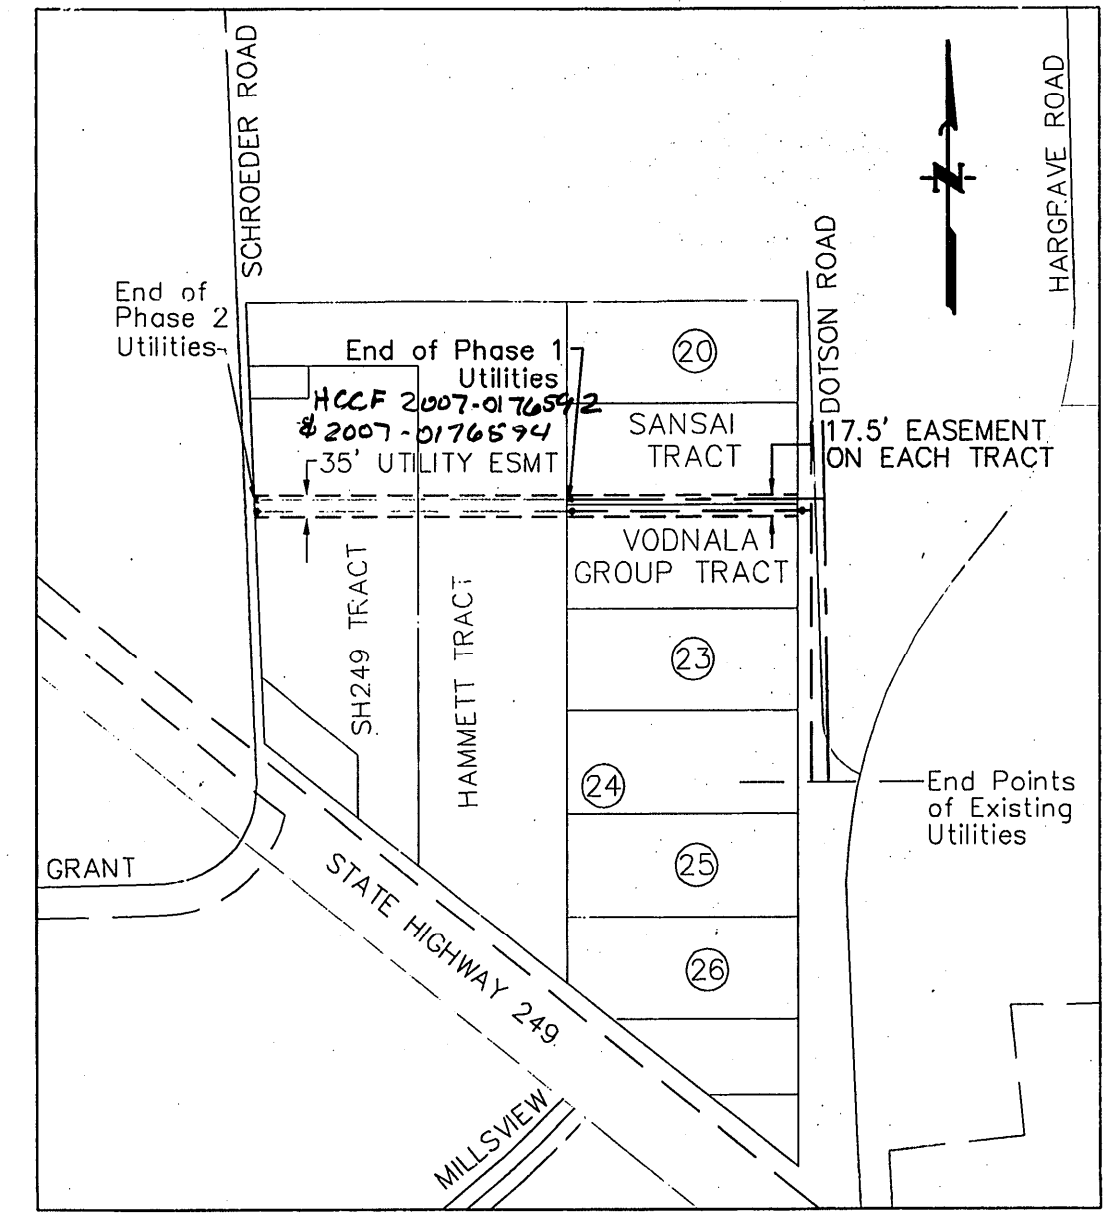 SCHROEDER ROAD
HARGRAVE ROAD
N
DOTSON ROAD
End of
Phase 2
Utilities
End of Phase 1
Utilities
HCCF 2007-0176592
& 2007-0176594
35' UTILITY ESMT
20
SANSAI
TRACT
17.5' EASEMENT
ON EACH TRACT
VODNALA
GROUP TRACT
SH249 TRACT
HAMMETT TRACT
23
24
End Points
of Existing
Utilities
25
GRANT
STATE HIGHWAY 249
26
MILLSVIEW